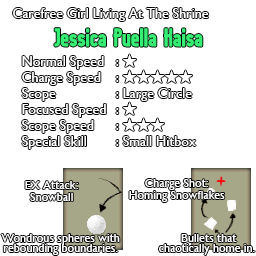 Carefree Girl Living At The Shrine
Jessica Puella Haisa
Normal Speed : ☆
Charge Speed : ☆☆☆☆☆
Scope : Large Circle
Focused Speed : ☆
Scope Speed : ☆☆☆
Special Skill : Small Hitbox
EX Attack:
Snowball
Wondrous spheres with
rebounding boundaries.
Charge Shot:
Homing Snowflakes
Bullets that
chaotically home in.